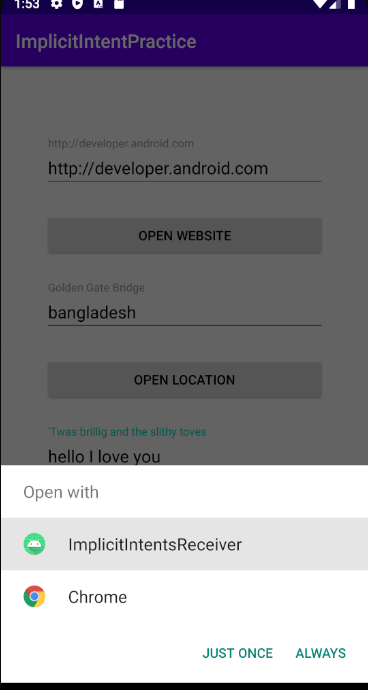 1:53
ImplicitIntentPractice
http://developer.android.com
http://developer.android.com
OPEN WEBSITE
Golden Gate Bridge
bangladesh
OPEN LOCATION
'Twas brillig and the slithy toves
hello I love you
Open with
ImplicitIntentsReceiver
Chrome
JUST ONCE ALWAYS